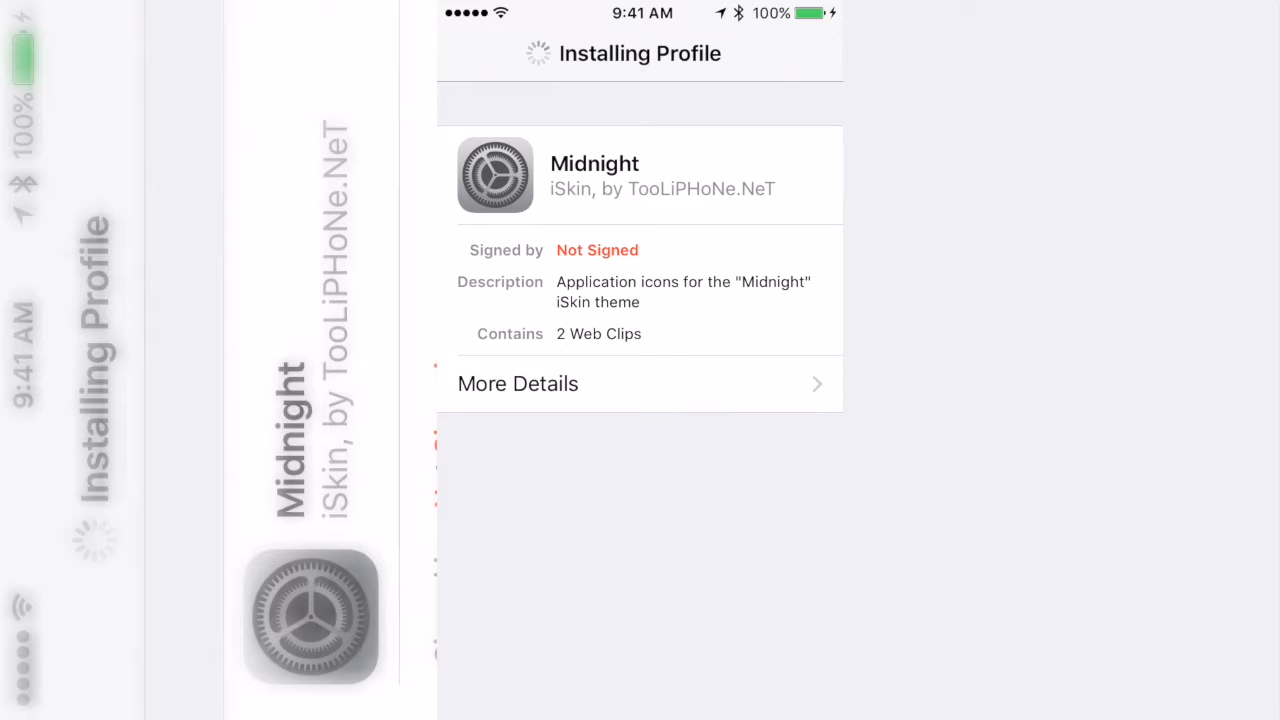 9:41 AM 100%
Installing Profile
Midnight
iSkin, by TooLiPHoNe.NeT
9:41 AM 100%
Installing Profile
Midnight
iSkin, by TooLiPHoNe.NeT
Signed by Not Signed
Description Application icons for the "Midnight"
iSkin theme
Contains 2 Web Clips
More Details